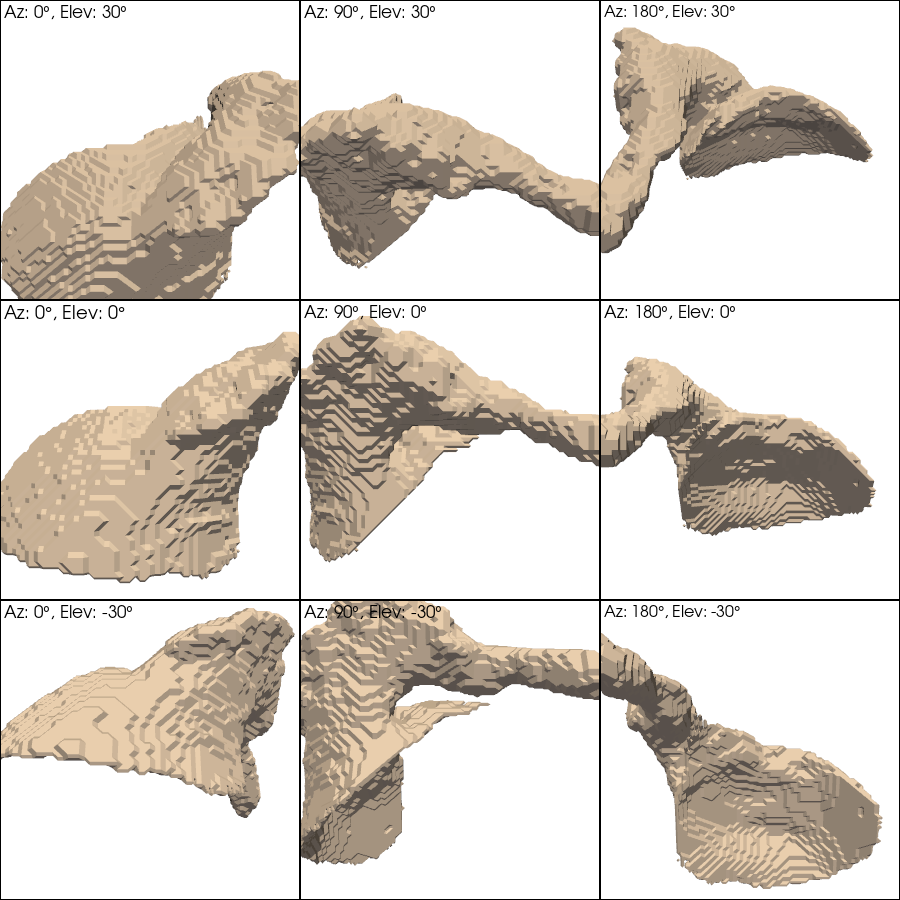 Az: 0°, Elev: 30°
Az: 90°, Elev: 30°
Az: 180°, Elev: 30°
Az: 0°, Elev: 0°
Az: 90°, Elev: 0°
Az: 180°, Elev: 0°
Az: 0°, Elev: -30°
Az: 90°, Elev: -30°
Az: 180°, Elev: -30°